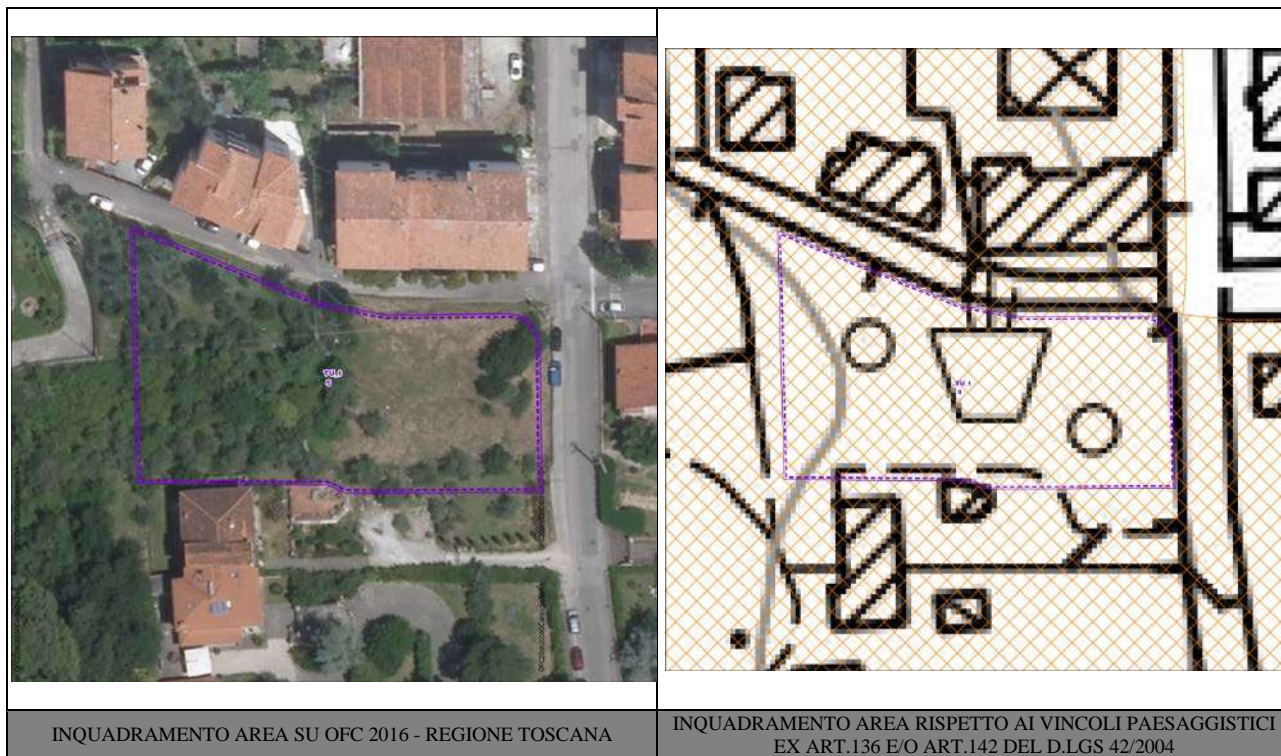 TU_I
INQUADRAMENTO AREA SU OFC 2016 - REGIONE TOSCANA
INQUADRAMENTO AREA RISPETTO AI VINCOLI PAESAGGISTICI
EX ART.136 E/O ART.142 DEL D.LGS 42/2004